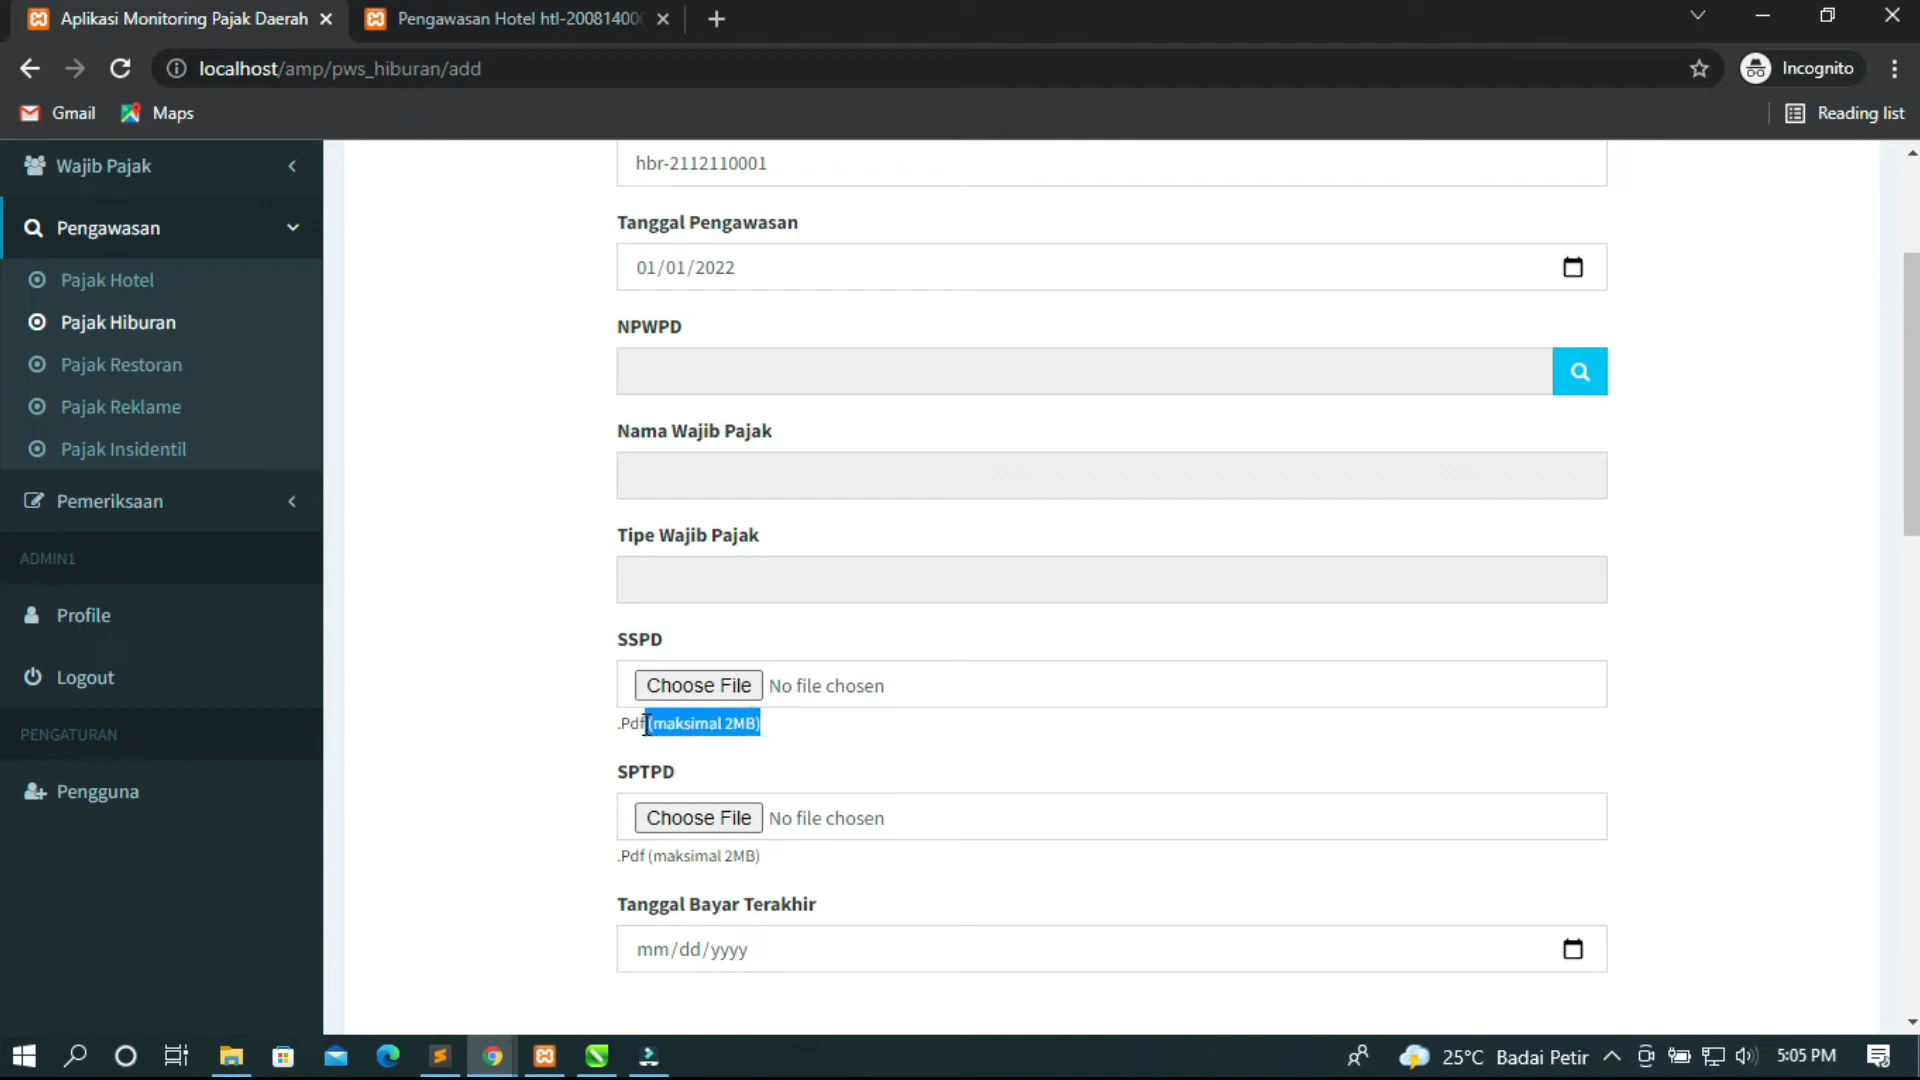 Aplikasi Monitoring Pajak Daerah
Pengawasan Hotel htl-200814000
localhost/amp/pws_hiburan/add
Incognito
Gmail
Maps
Reading list
Wajib Pajak
Pengawasan
Pajak Hotel
Pajak Hiburan
Pajak Restoran
Pajak Reklame
Pajak Insidentil
Pemeriksaan
ADMIN1
Profile
Logout
PENGATURAN
Pengguna
hbr-2112110001
Tanggal Pengawasan
01/01/2022
NPWPD
Nama Wajib Pajak
Tipe Wajib Pajak
SSPD
Choose File No file chosen
.Pdf (maksimal 2MB)
SPTPD
Choose File No file chosen
.Pdf (maksimal 2MB)
Tanggal Bayar Terakhir
mm/dd/yyyy
25°C Badai Petir
5:05 PM